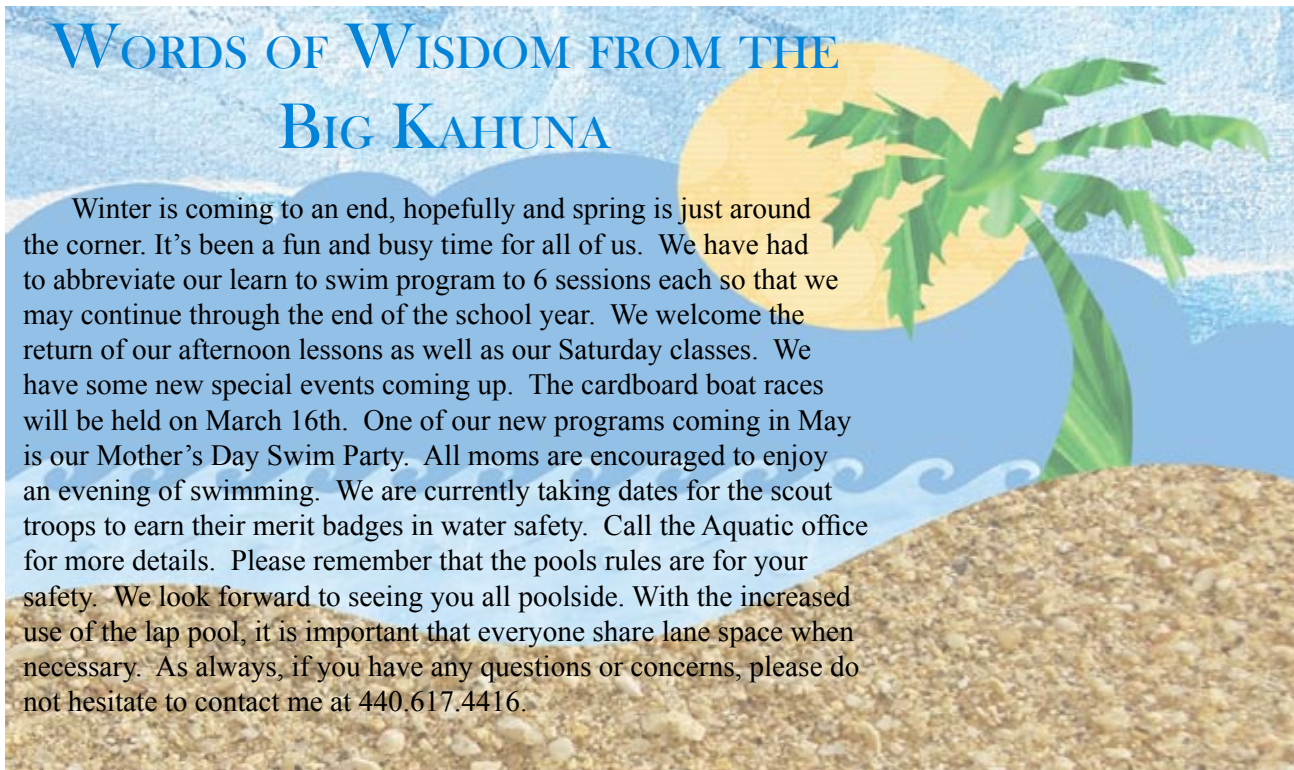 Words of Wisdom from the
Big Kahuna
Winter is coming to an end, hopefully and spring is just around
the corner. It's been a fun and busy time for all of us.  We have had
to abbreviate our learn to swim program to 6 sessions each so that we
may continue through the end of the school year.  We welcome the
return of our afternoon lessons as well as our Saturday classes.  We
have some new special events coming up.  The cardboard boat races
will be held on March 16th.  One of our new programs coming in May
is our Mother's Day Swim Party.  All moms are encouraged to enjoy
an evening of swimming.  We are currently taking dates for the scout
troops to earn their merit badges in water safety.  Call the Aquatic office
for more details.  Please remember that the pools rules are for your
safety.  We look forward to seeing you all poolside. With the increased
use of the lap pool, it is important that everyone share lane space when
necessary.  As always, if you have any questions or concerns, please do
not hesitate to contact me at 440.617.4416.